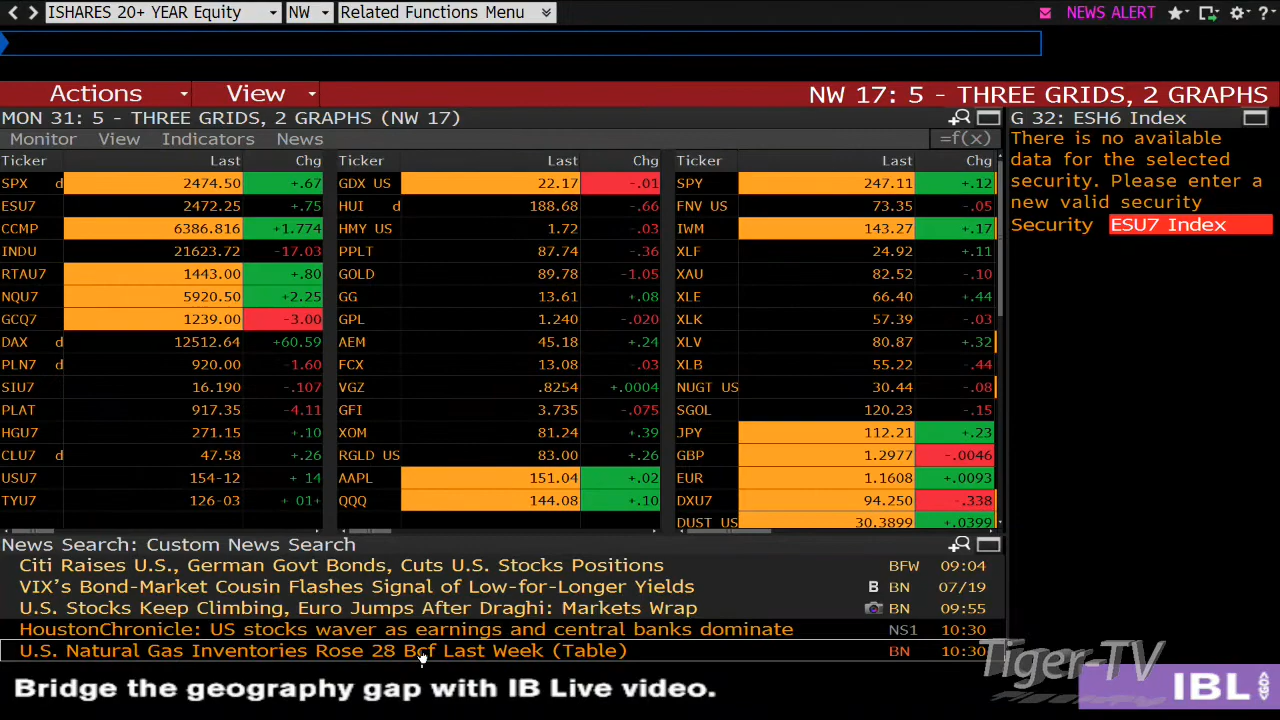 ISHARES 20+ YEAR Equity NW Related Functions Menu NEWS ALERT ?
Actions View NW 17: 5 - THREE GRIDS, 2 GRAPHS
MON 31: 5 - THREE GRIDS, 2 GRAPHS (NW 17) G 32: ESH6 Index
Monitor View Indicators News =f(x)
There is no available
data for the selected
security. Please enter a
new valid security
Security ESU7 Index
Ticker Last Chg Ticker Last Chg Ticker Last Chg
SPX d 2474.50 +.67 GDX US 22.17 -.01 SPY 247.11 +.12
ESU7 2472.25 +.75 HUI d 188.68 -.66 FNV US 73.35 -.05
CCMP 6386.816 +1.774 HMY US 1.72 -.03 IWM 143.27 +.17
INDU 21623.72 -17.03 PPLT 87.74 -.36 XLF 24.92 +.11
RTAU7 1443.00 +.80 GOLD 89.78 -1.05 XAU 82.52 -.10
NQU7 5920.50 +2.25 GG 13.61 +.08 XLE 66.40 +.44
GCQ7 1239.00 -3.00 GPL 1.240 -.020 XLK 57.39 -.03
DAX d 12512.64 +60.59 AEM 45.18 +.24 XLV 80.87 +.32
PLN7 d 920.00 -1.60 FCX 13.08 -.03 XLB 55.22 -.44
SIU7 16.190 -.107 VGZ .8254 +.0004 NUGT US 30.44 -.08
PLAT 917.35 -4.11 GFI 3.735 -.075 SGOL 120.23 -.15
HGU7 271.15 +.10 XOM 81.24 +.39 JPY 112.21 +.23
CLU7 d 47.58 +.26 RGLD US 83.00 +.26 GBP 1.2977 -.0046
USU7 154-12 + 14 AAPL 151.04 +.02 EUR 1.1608 +.0093
TYU7 126-03 + 01+ QQQ 144.08 +.10 DXU7 94.250 -.338
DUST US 30.3899 +.0399
News Search: Custom News Search
Citi Raises U.S., German Govt Bonds, Cuts U.S. Stocks Positions BFW 09:04
VIX's Bond-Market Cousin Flashes Signal of Low-for-Longer Yields B BN 07/19
U.S. Stocks Keep Climbing, Euro Jumps After Draghi: Markets Wrap BN 09:55
HoustonChronicle: US stocks waver as earnings and central banks dominate NS1 10:30
U.S. Natural Gas Inventories Rose 28 Bcf Last Week (Table) BN 10:30
Tiger-TV
Bridge the geography gap with IB Live video. IBL